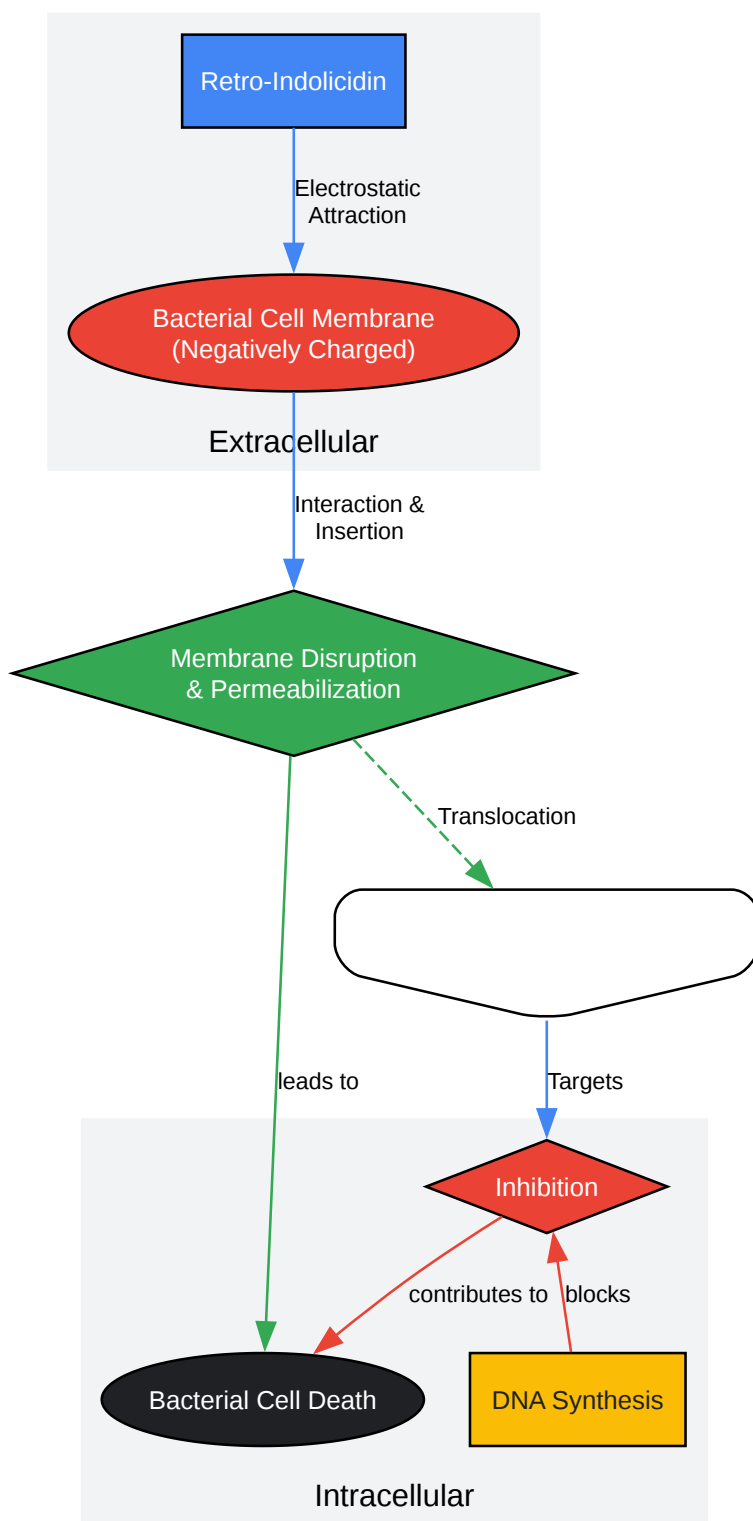 Retro-Indolicidin
Electrostatic
Attraction
Bacterial Cell Membrane
(Negatively Charged)
Extracellular
Interaction &
Insertion
Membrane Disruption
& Permeabilization
Translocation
leads to
Targets
Inhibition
contributes to
blocks
Bacterial Cell Death
DNA Synthesis
Intracellular